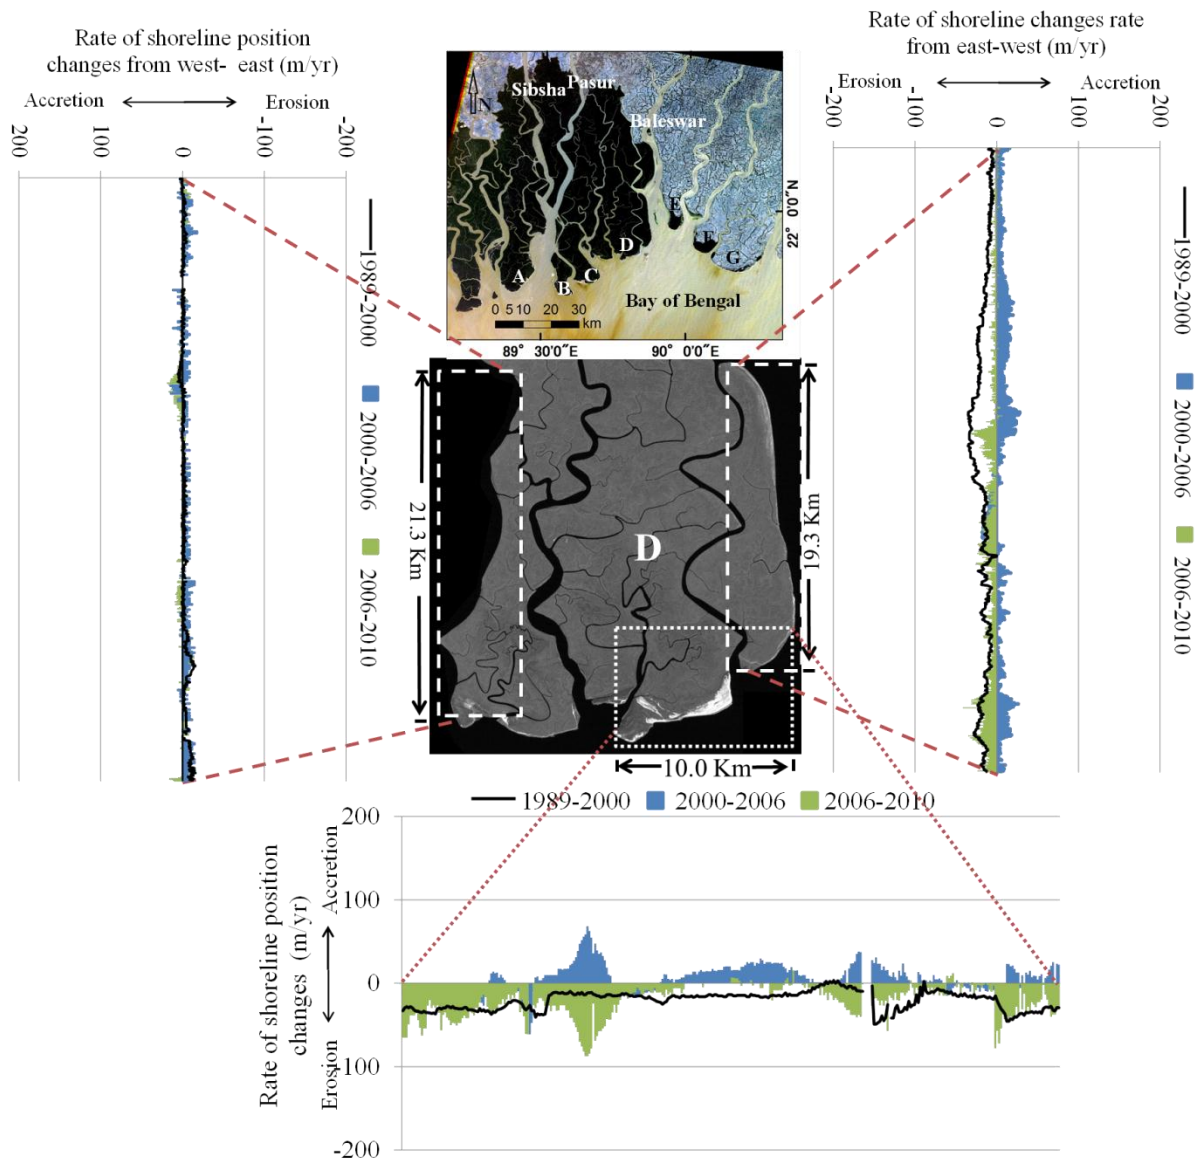 Rate of shoreline position
changes from west- east (m/yr)
Accretion
Erosion
200
100
0
-100
-200
1989-2000
2000-2006
2006-2010
Rate of shoreline changes rate
from east-west (m/yr)
Erosion
Accretion
-200
-100
0
100
200
1989-2000
2000-2006
2006-2010
N
Sibsha
Pasur
Baleswar
E
F
D
G
A
B
C
Bay of Bengal
0 5 10 20 30
km
22° 0'0"N
89° 30'0"E
90° 0'0"E
21.3 Km
D
19.3 Km
10.0 Km
1989-2000
2000-2006
2006-2010
Rate of shoreline position
changes (m/yr)
Accretion
Erosion
200
100
0
-100
-200